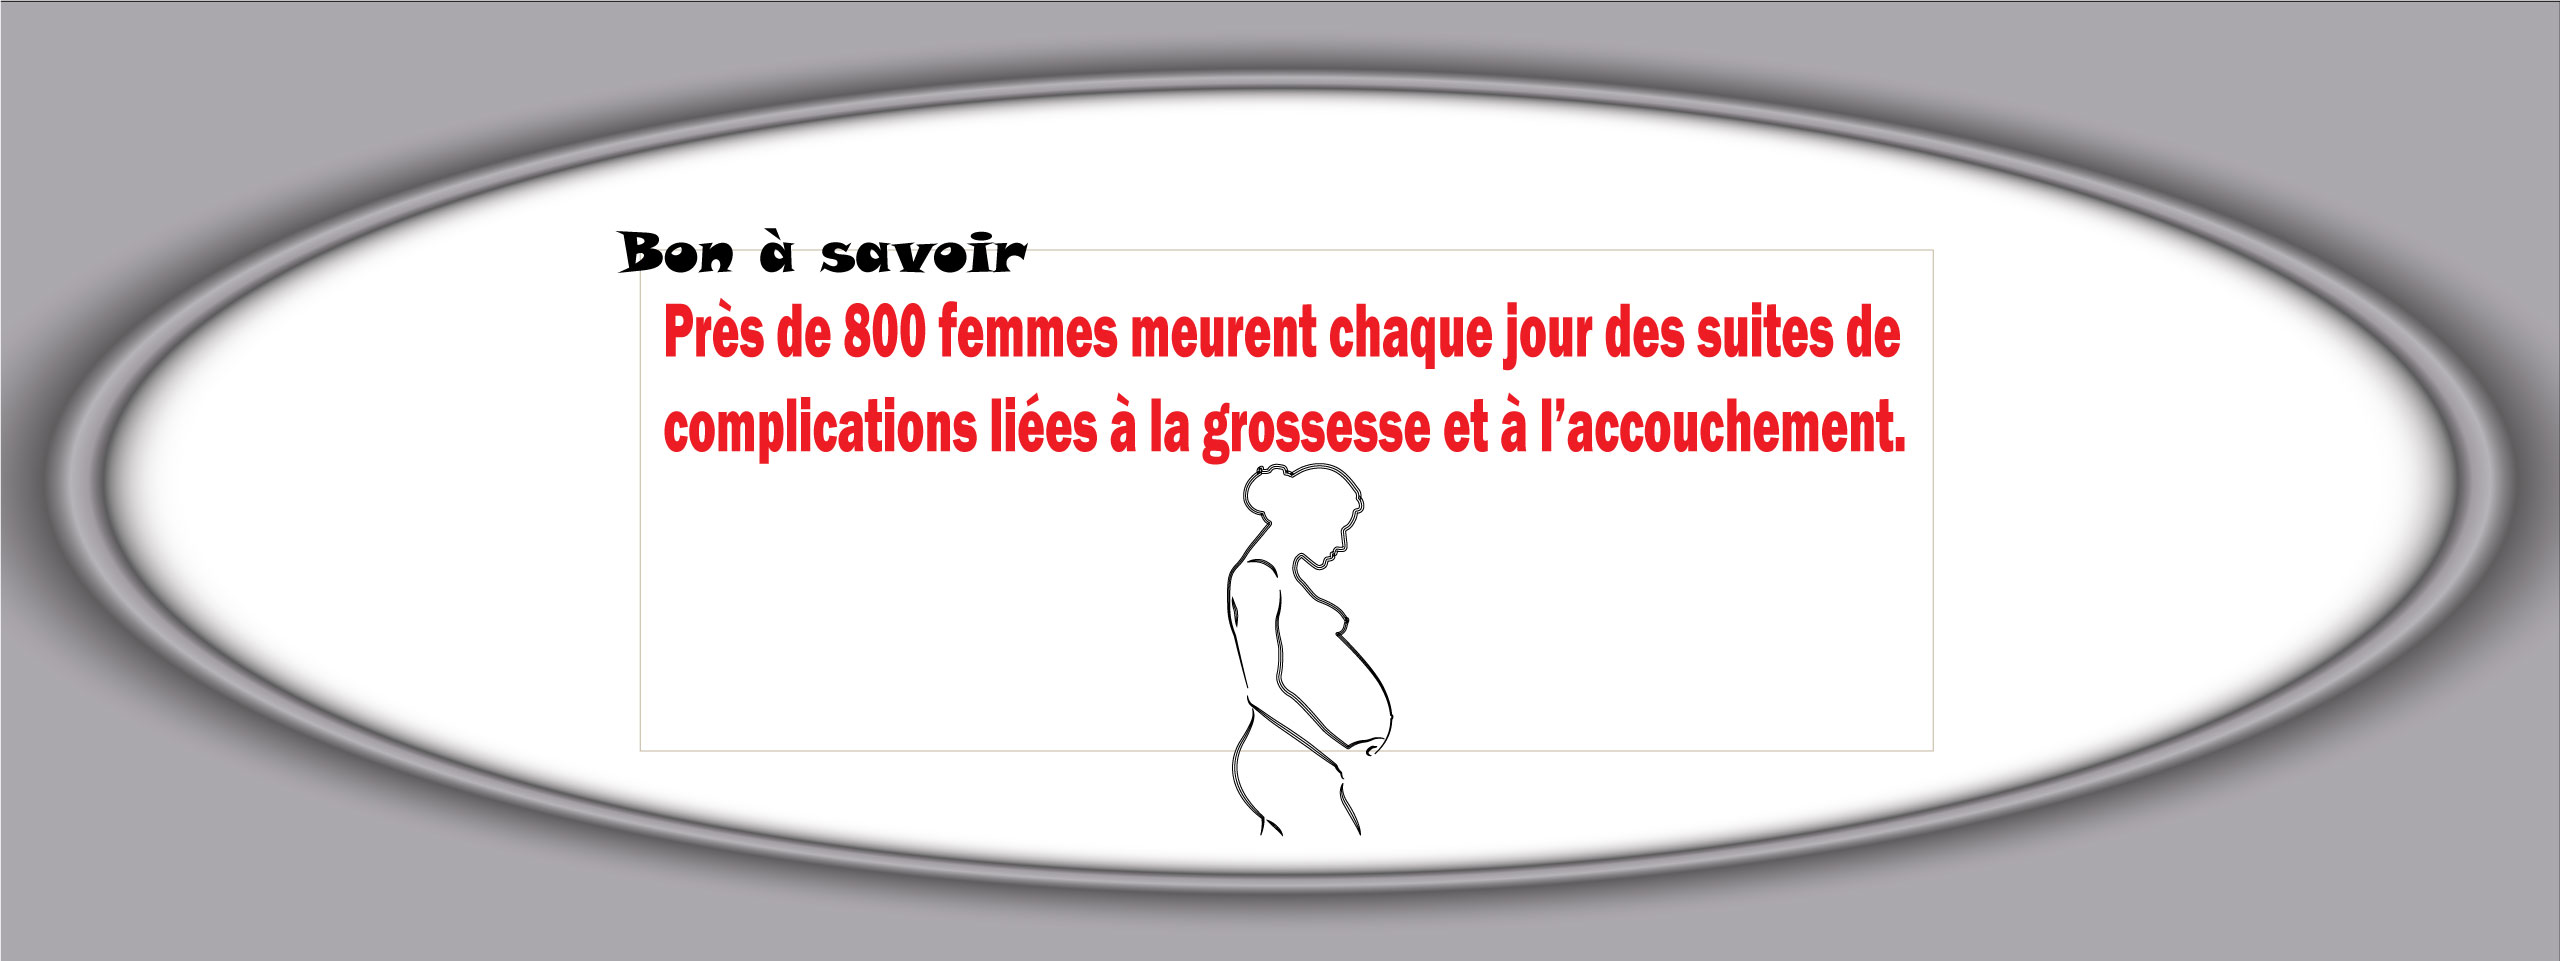 Bon à savoir
Près de 800 femmes meurent chaque jour des suites de
complications liées à la grossesse et à l’accouchement.